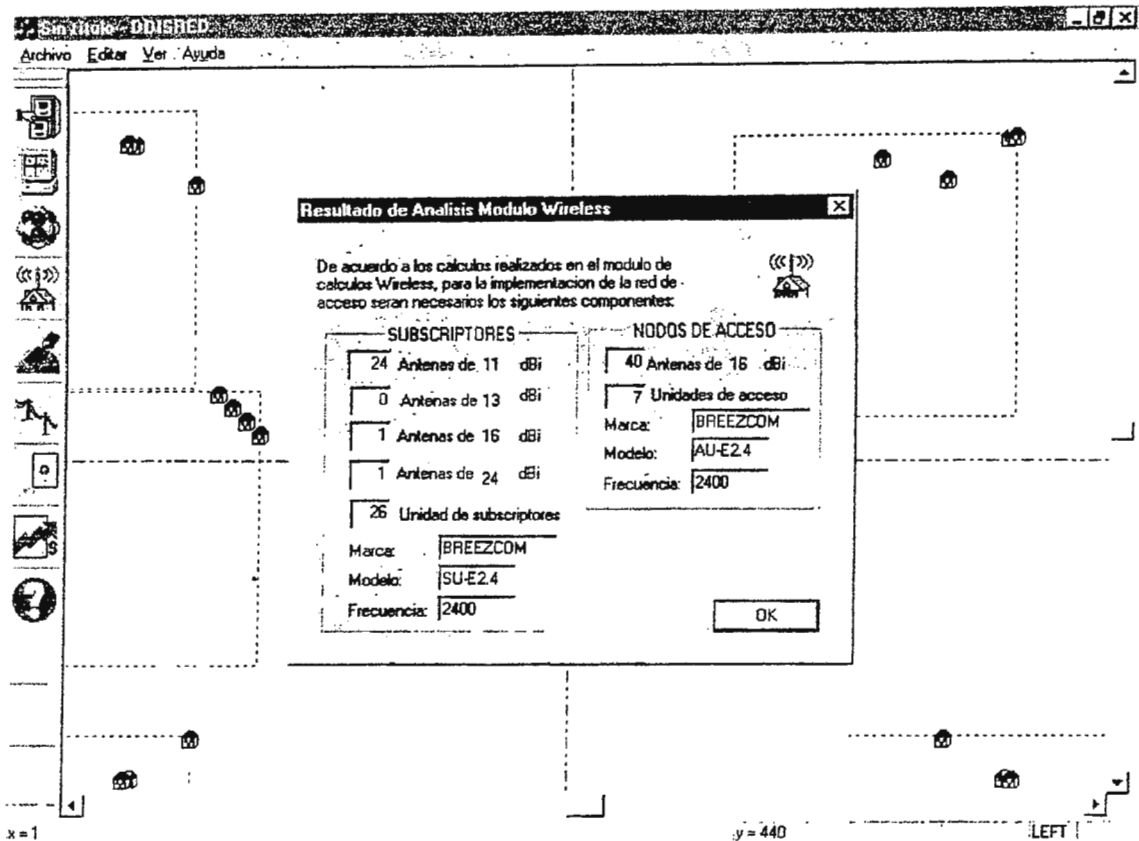 Sin título - DDISRED
Archivo Editar Ver Ayuda
Resultado de Analisis Modulo Wireless
De acuerdo a los calculos realizados en el modulo de
calculos Wireless, para la implementacion de la red de
acceso seran necesarios los siguientes componentes:
SUBSCRIPTORES
24 Antenas de 11 dBi
0 Antenas de 13 dBi
1 Antenas de 16 dBi
1 Antenas de 24 dBi
26 Unidad de subscriptores
Marca: BREEZCOM
Modelo: SU-E2.4
Frecuencia: 2400
NODOS DE ACCESO
40 Antenas de 16 dBi
7 Unidades de acceso
Marca: BREEZCOM
Modelo: AU-E2.4
Frecuencia: 2400
OK
x = 1
y = 440
LEFT